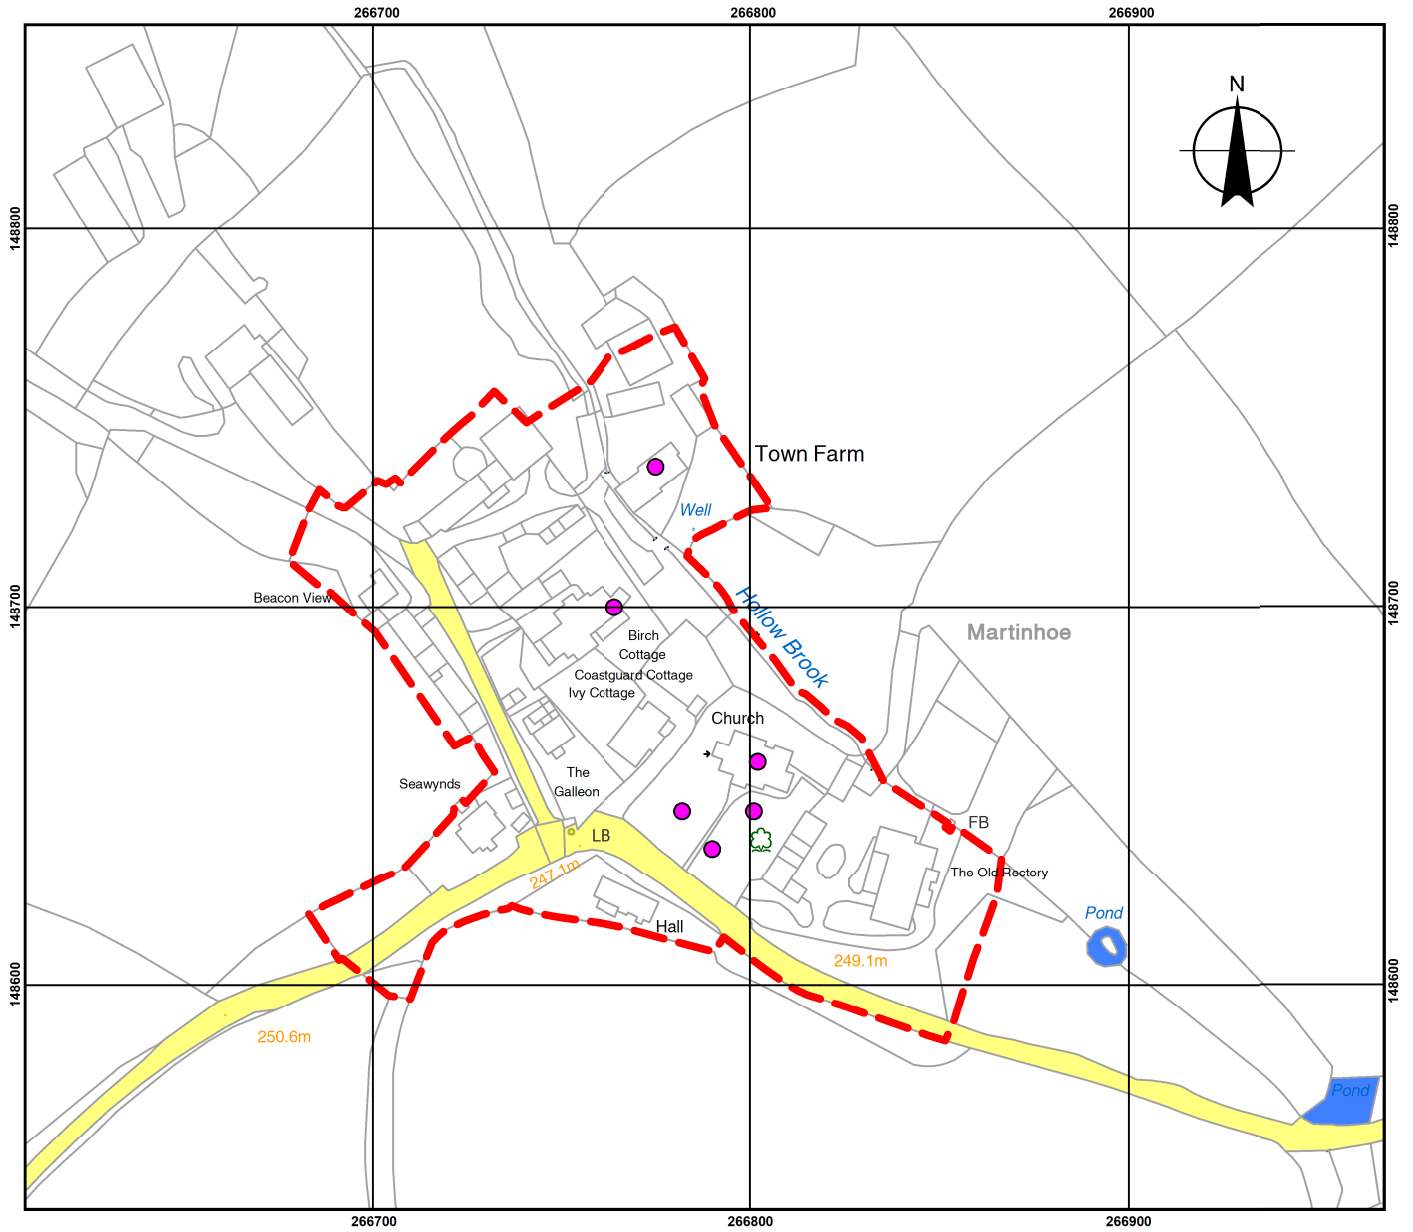 266700
266800
266900
N
148800
148800
Town Farm
Well
Beacon View
148700
148700
Hollow Brook
Martinhoe
Birch
Cottage
Coastguard Cottage
Ivy Cottage
Church
The
Galleon
Seawynds
LB
FB
247.1m
The Old Rectory
Pond
Hall
249.1m
148600
148600
250.6m
Pond
266700
266800
266900